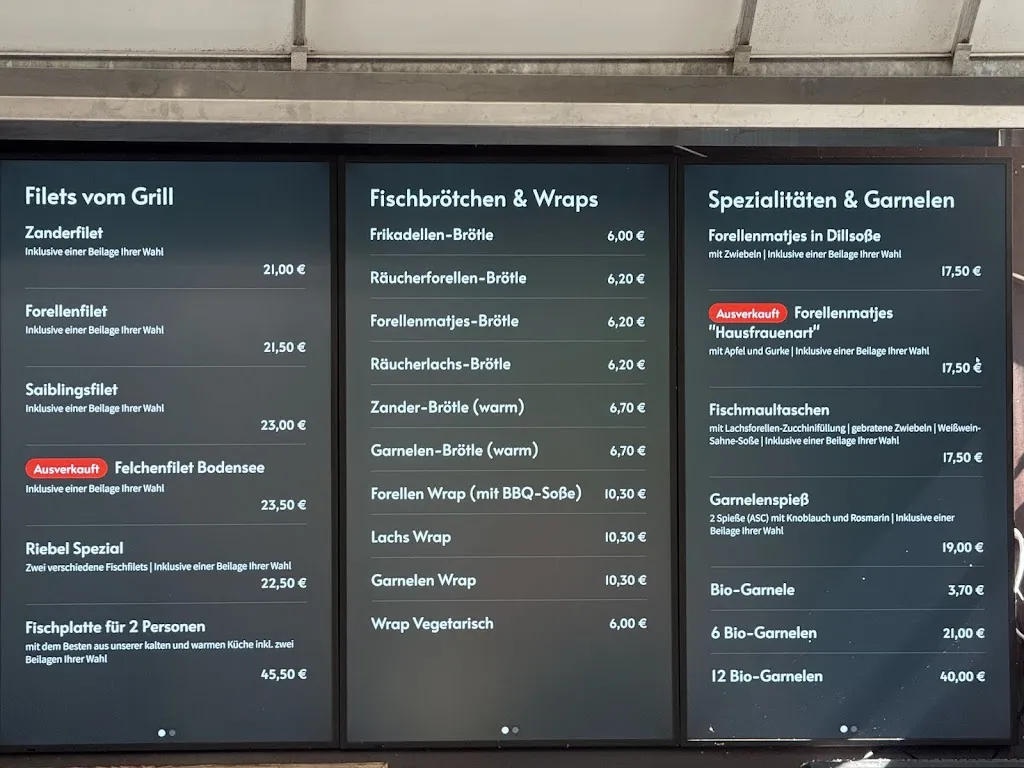 Filets vom Grill
Zanderfilet
Inklusive einer Beilage Ihrer Wahl
21,00 €
Forellenfilet
Inklusive einer Beilage Ihrer Wahl
21,50 €
Saiblingsfilet
Inklusive einer Beilage Ihrer Wahl
23,00 €
Ausverkauft Felchenfilet Bodensee
Inklusive einer Beilage Ihrer Wahl
23,50 €
Riebel Spezial
Zwei verschiedene Fischfilets | Inklusive einer Beilage Ihrer Wahl
22,50 €
Fischplatte für 2 Personen
mit dem Besten aus unserer kalten und warmen Küche inkl. zwei
Beilagen Ihrer Wahl
45,50 €
Fischbrötchen & Wraps
Frikadellen-Brötle 6,00 €
Räucherforellen-Brötle 6,20 €
Forellenmatjes-Brötle 6,20 €
Räucherlachs-Brötle 6,20 €
Zander-Brötle (warm) 6,70 €
Garnelen-Brötle (warm) 6,70 €
Forellen Wrap (mit BBQ-Soße) 10,30 €
Lachs Wrap 10,30 €
Garnelen Wrap 10,30 €
Wrap Vegetarisch 6,00 €
Spezialitäten & Garnelen
Forellenmatjes in Dillsoße
mit Zwiebeln | Inklusive einer Beilage Ihrer Wahl
17,50 €
Ausverkauft Forellenmatjes
"Hausfrauenart"
mit Apfel und Gurke | Inklusive einer Beilage Ihrer Wahl
17,50 €
Fischmaultaschen
mit Lachsforellen-Zucchinifüllung | gebratene Zwiebeln | Weißwein-
Sahne-Soße | Inklusive einer Beilage Ihrer Wahl
17,50 €
Garnelenspieß
2 Spieße (ASC) mit Knoblauch und Rosmarin | Inklusive einer
Beilage Ihrer Wahl
19,00 €
Bio-Garnele 3,70 €
6 Bio-Garnelen 21,00 €
12 Bio-Garnelen 40,00 €